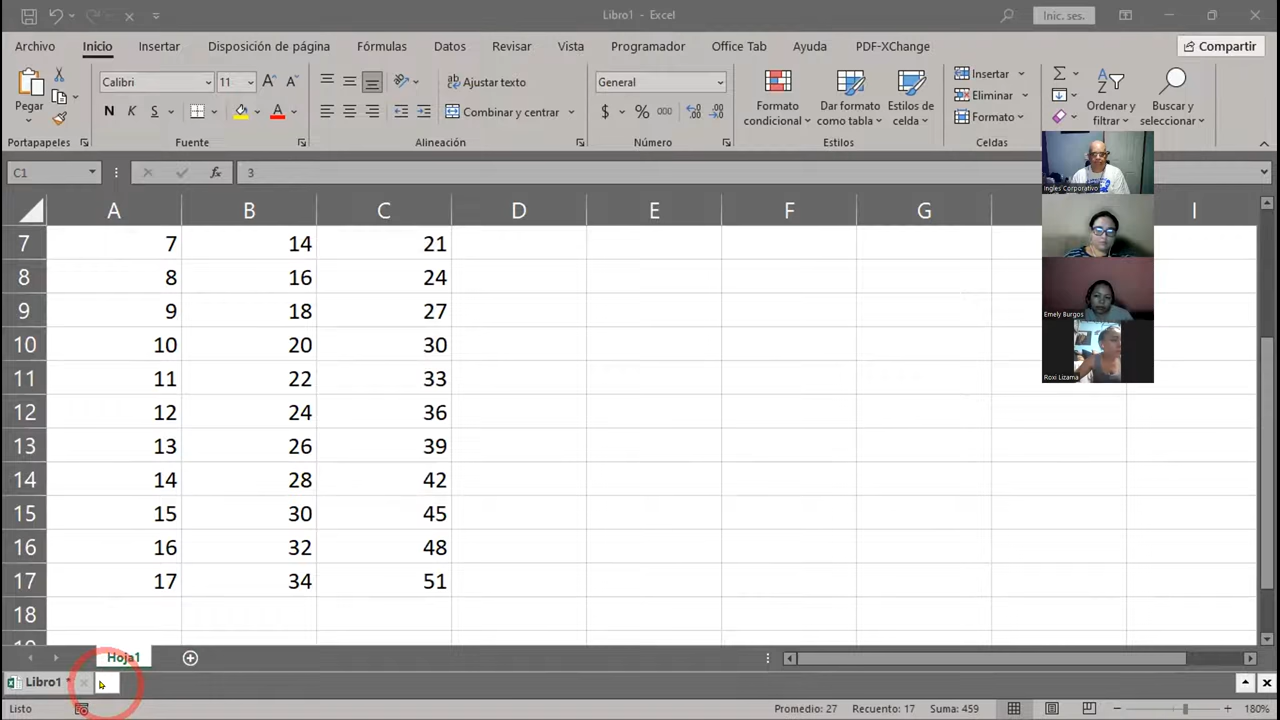 Libro1 - Excel
Inic. ses.
Archivo Inicio Insertar Disposición de página Fórmulas Datos Revisar Vista Programador Office Tab Ayuda PDF-XChange Compartir
Pegar
Calibri 11
N K S
Ajustar texto
Combinar y centrar
General
$ % 000
Formato condicional
Dar formato como tabla
Estilos de celda
Insertar
Eliminar
Formato
Ordenar y filtrar
Buscar y seleccionar
Portapapeles Fuente Alineación Número Estilos Celdas
C1 fx 3
Ingles Corporativo
Emely Burgos
Roxi Lizama
A B C D E F G I
7 7 14 21
8 8 16 24
9 9 18 27
10 10 20 30
11 11 22 33
12 12 24 36
13 13 26 39
14 14 28 42
15 15 30 45
16 16 32 48
17 17 34 51
18
Hoja1
Libro1 *
Listo Promedio: 27 Recuento: 17 Suma: 459 180%